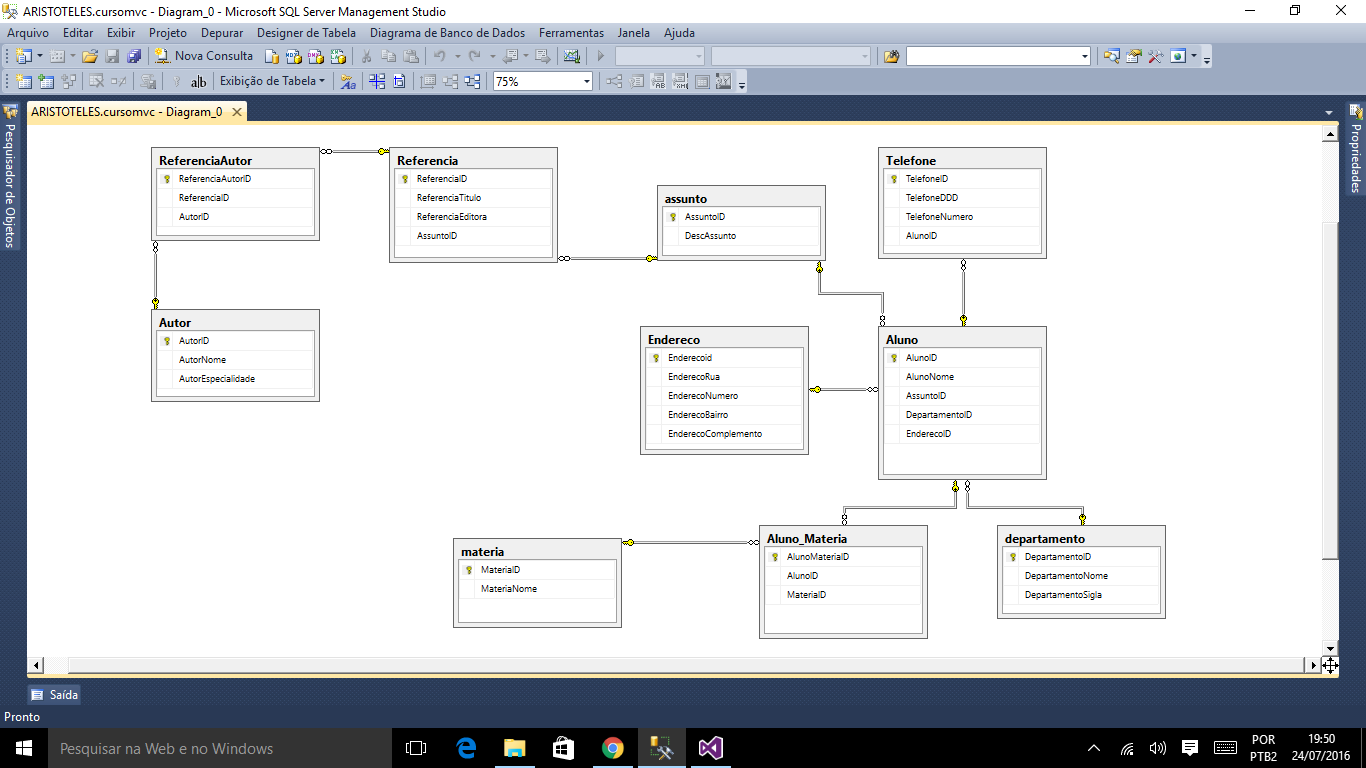 ARISTOTELES.cursomvc - Diagram_0 - Microsoft SQL Server Management Studio
Arquivo Editar Exibir Projeto Depurar Designer de Tabela Diagrama de Banco de Dados Ferramentas Janela Ajuda
Nova Consulta
ab Exibição de Tabela 75%
Pesquisador de Objetos
ARISTOTELES.cursomvc - Diagram_0
Propriedades
ReferenciaAutor
ReferenciaAutorID
ReferenciaID
AutorID
Referencia
ReferenciaID
ReferenciaTitulo
ReferenciaEditora
AssuntoID
assunto
AssuntoID
DescAssunto
Telefone
TelefoneID
TelefoneDDD
TelefoneNumero
AlunoID
Autor
AutorID
AutorNome
AutorEspecialidade
Endereco
Enderecoid
EnderecoRua
EnderecoNumero
EnderecoBairro
EnderecoComplemento
Aluno
AlunoID
AlunoNome
AssuntoID
DepartamentoID
EnderecoID
materia
MateriaID
MateriaNome
Aluno_Materia
AlunoMateriaID
AlunoID
MateriaID
departamento
DepartamentoID
DepartamentoNome
DepartamentoSigla
Saída
Pronto
Pesquisar na Web e no Windows
POR
PTB2
19:50
24/07/2016